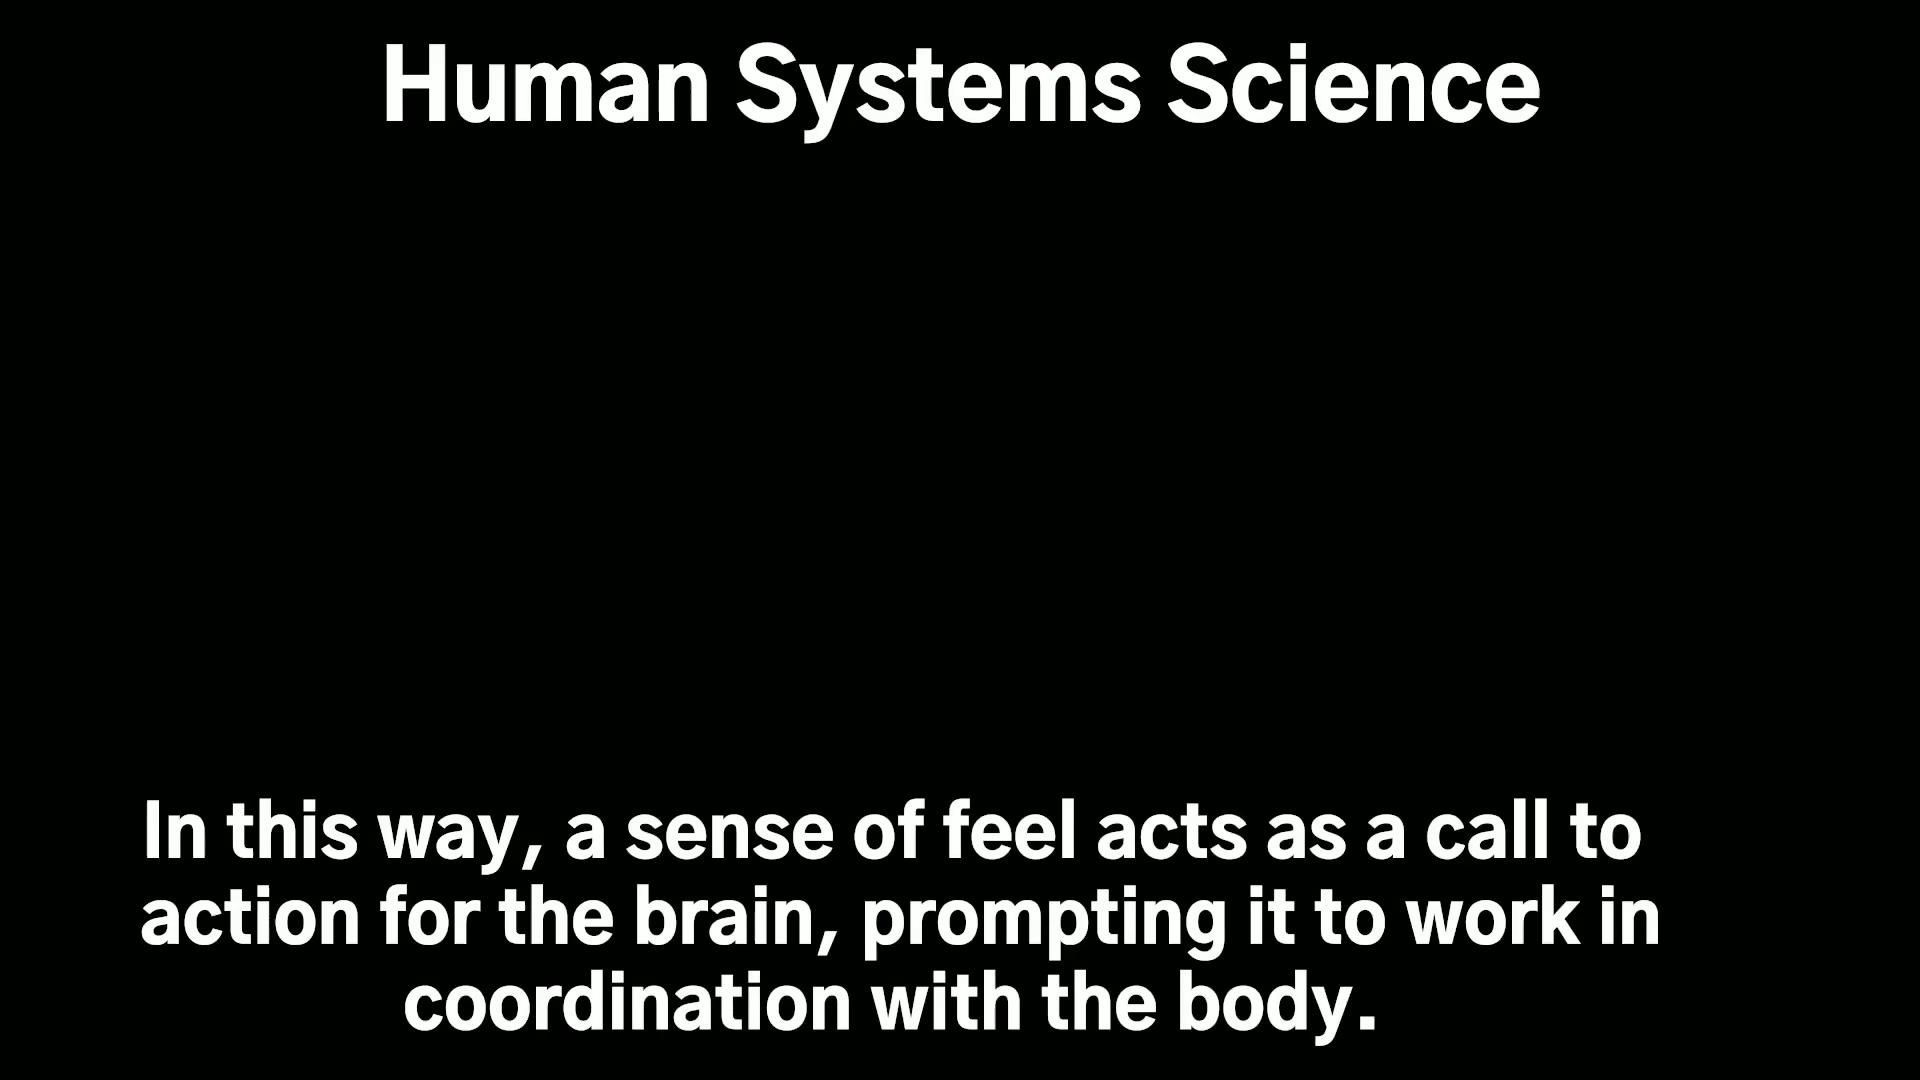 Human Systems Science
In this way, a sense of feel acts as a call to
action for the brain, prompting it to work in
coordination with the body.